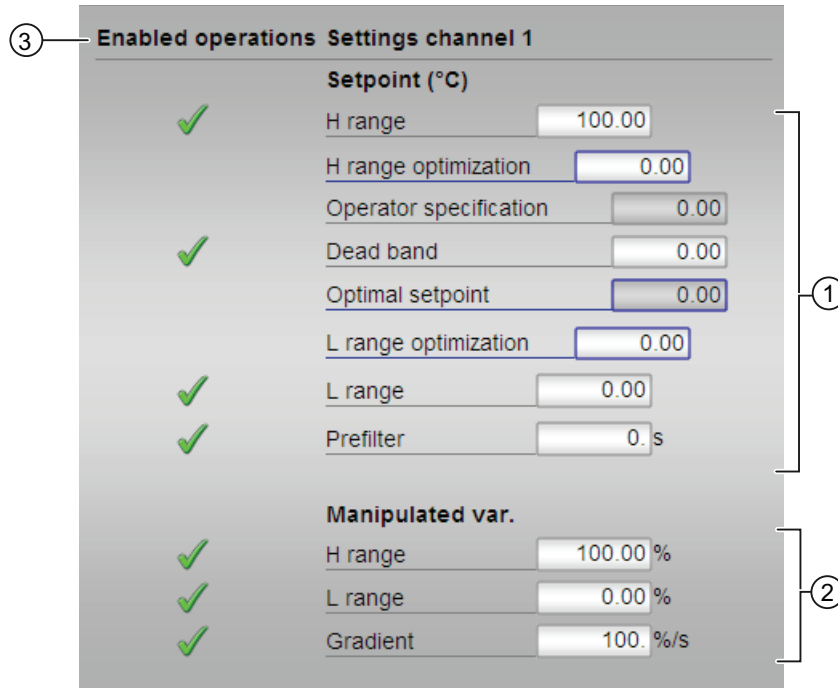 ③ Enabled operations Settings channel 1
Setpoint (°C)
H range 100.00
H range optimization 0.00
Operator specification 0.00
Dead band 0.00
Optimal setpoint 0.00
①
L range optimization 0.00
L range 0.00
Prefilter 0. s
Manipulated var.
H range 100.00 %
L range 0.00 %
②
Gradient 100. %/s